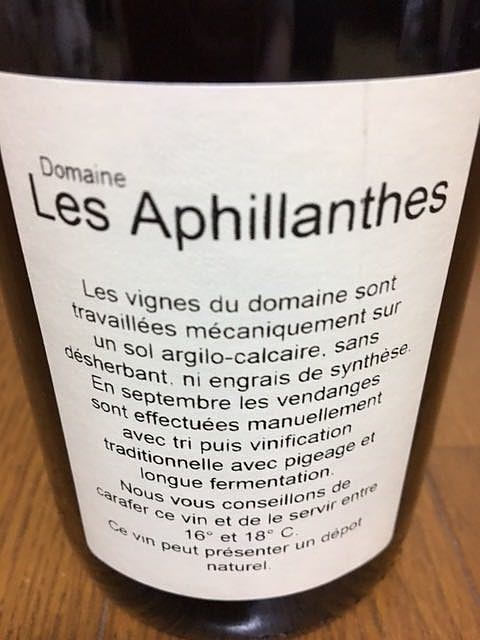 Domaine
Les Aphillanthes
Les vignes du domaine sont
travaillées mécaniquement sur
un sol argilo-calcaire, sans
désherbant, ni engrais de synthèse.
En septembre les vendanges
sont effectuées manuellement
avec tri puis vinification
traditionnelle avec pigeage et
longue fermentation.
Nous vous conseillons de
carafer ce vin et de le servir entre
16° et 18° C.
Ce vin peut présenter un dépôt
naturel.